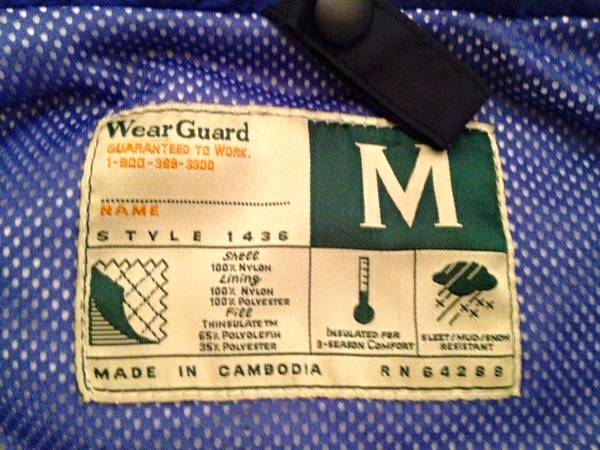 Wear Guard
GUARANTEED TO WORK.
1-800-388-3300
M
NAME
STYLE 1436
Shell
100% NYLON
Lining
100% NYLON
100% POLYESTER
Fill
THINSULATE™
65% POLYOLEFIN
35% POLYESTER
INSULATED FOR
3-SEASON COMFORT
SLEET/MUD/SNOW
RESISTANT
MADE IN CAMBODIA
RN 64288